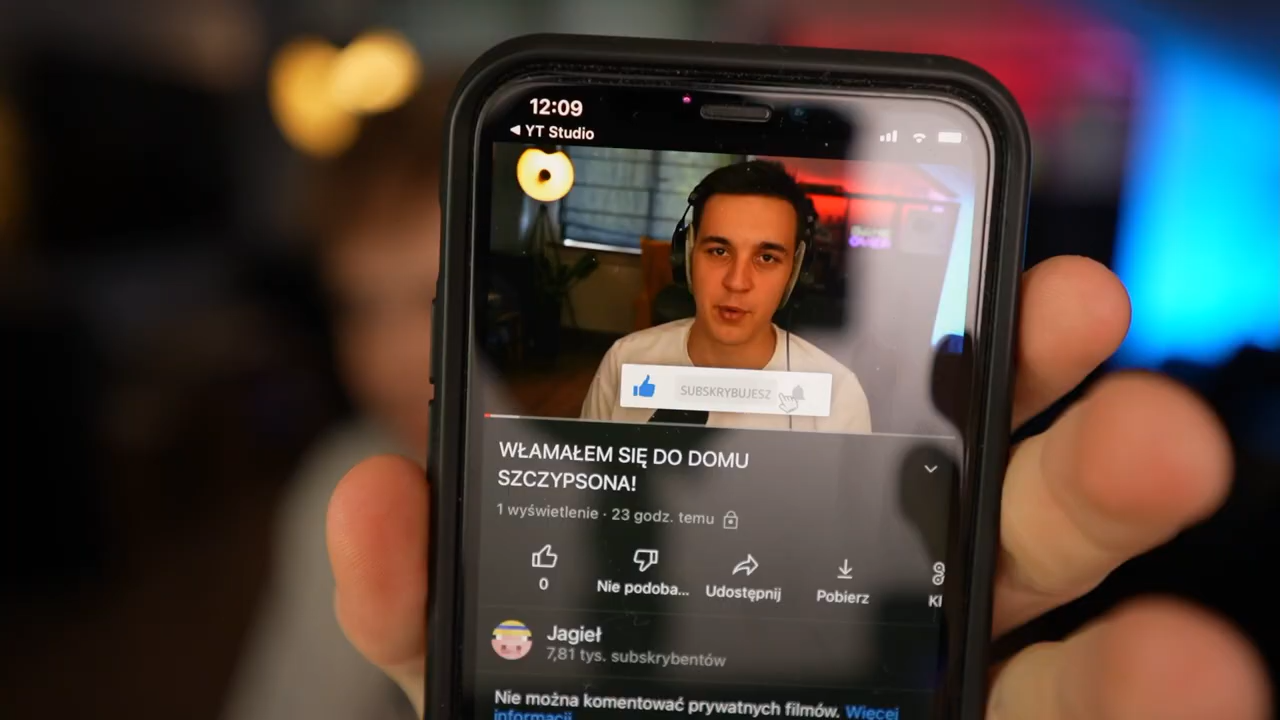 12:09
◀ YT Studio
SUBSKRYBUJESZ
WŁAMAŁEM SIĘ DO DOMU
SZCZYPSONA!
1 wyświetlenie · 23 godz. temu
0
Nie podoba...
Udostępnij
Pobierz
Kl
Jagieł
7,81 tys. subskrybentów
Nie można komentować prywatnych filmów. Więcej
informacji